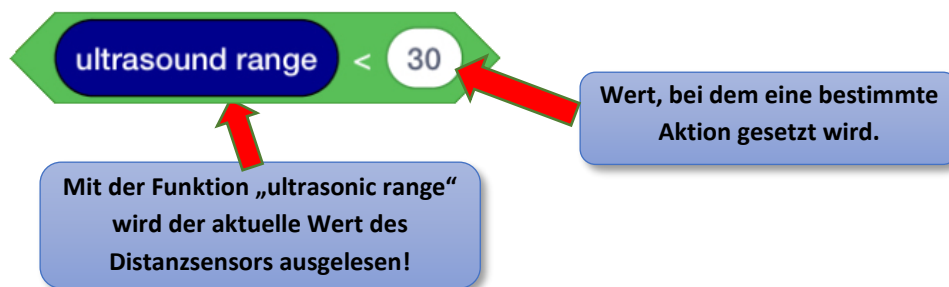 ultrasound range < 30
Wert, bei dem eine bestimmte
Aktion gesetzt wird.
Mit der Funktion „ultrasonic range“
wird der aktuelle Wert des
Distanzsensors ausgelesen!